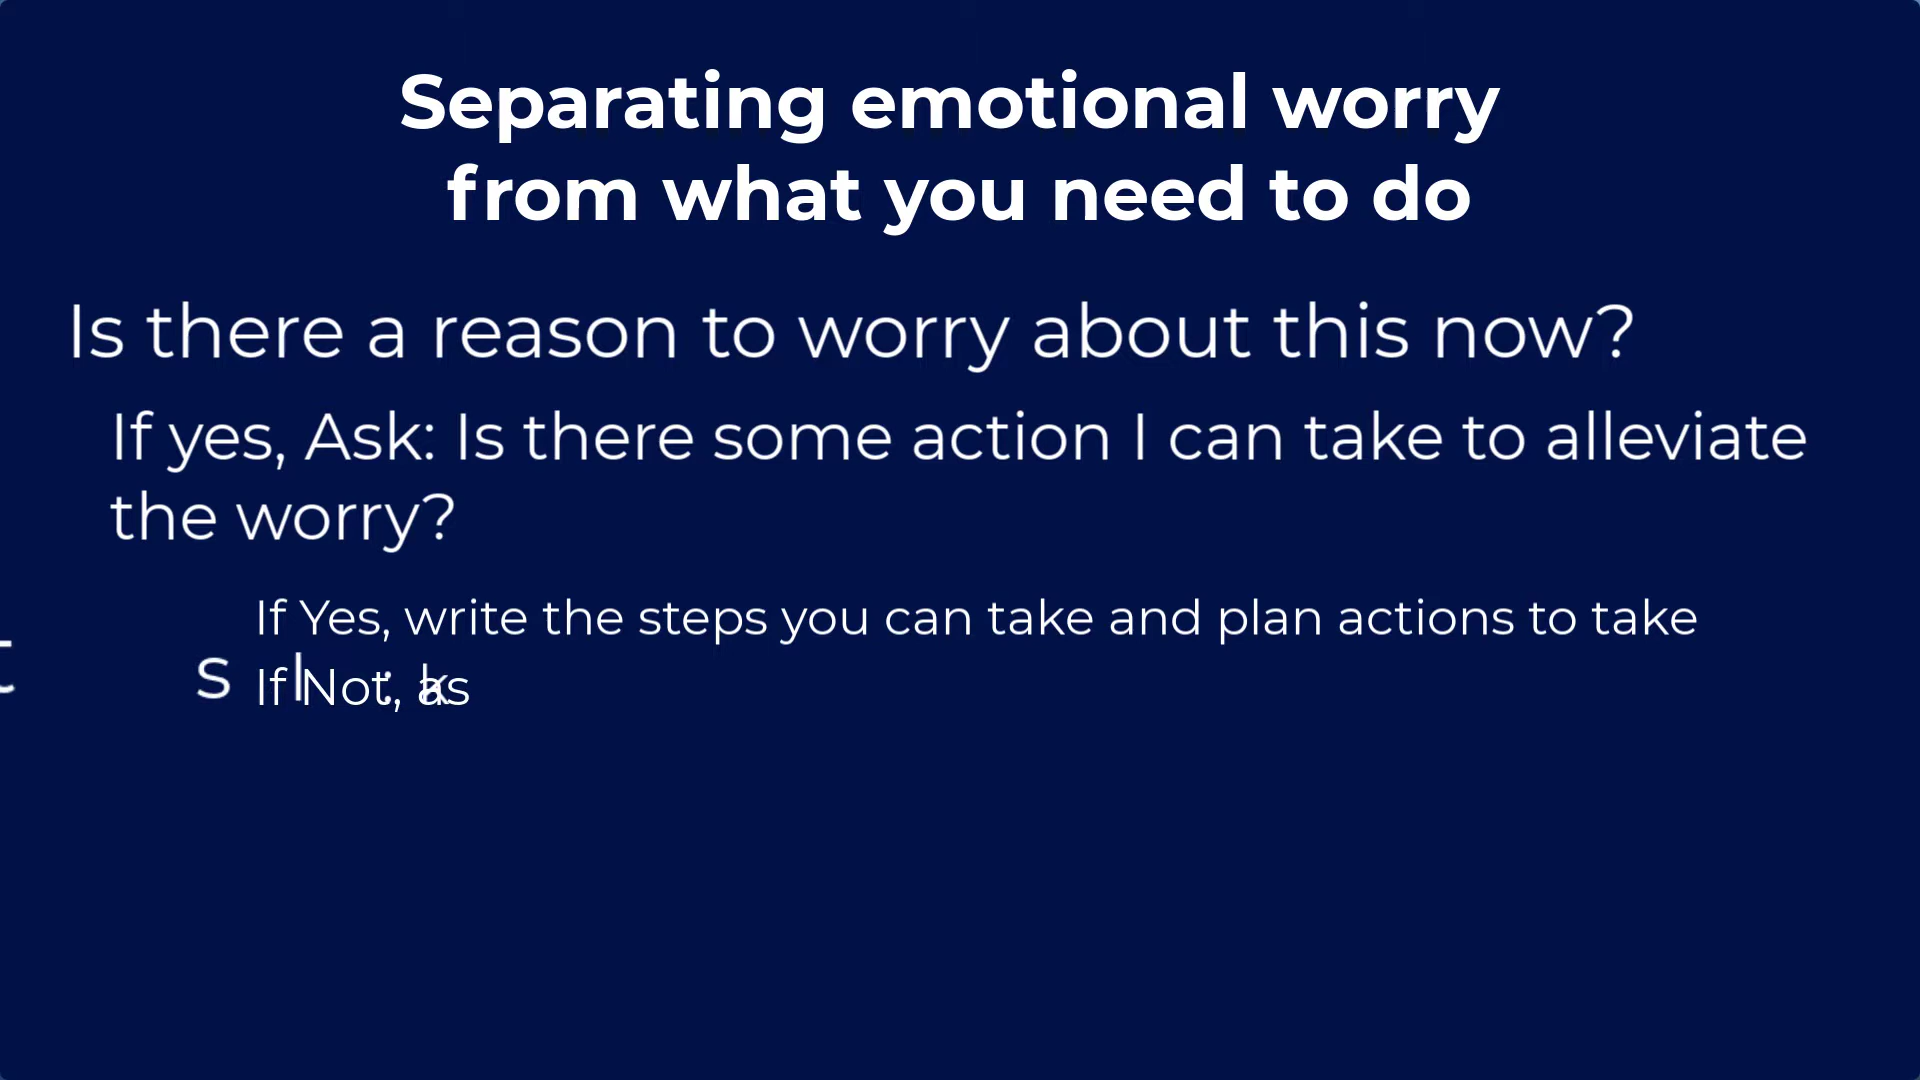 Separating emotional worry
from what you need to do
Is there a reason to worry about this now?
If yes, Ask: Is there some action I can take to alleviate
the worry?
If Yes, write the steps you can take and plan actions to take
If Not, as